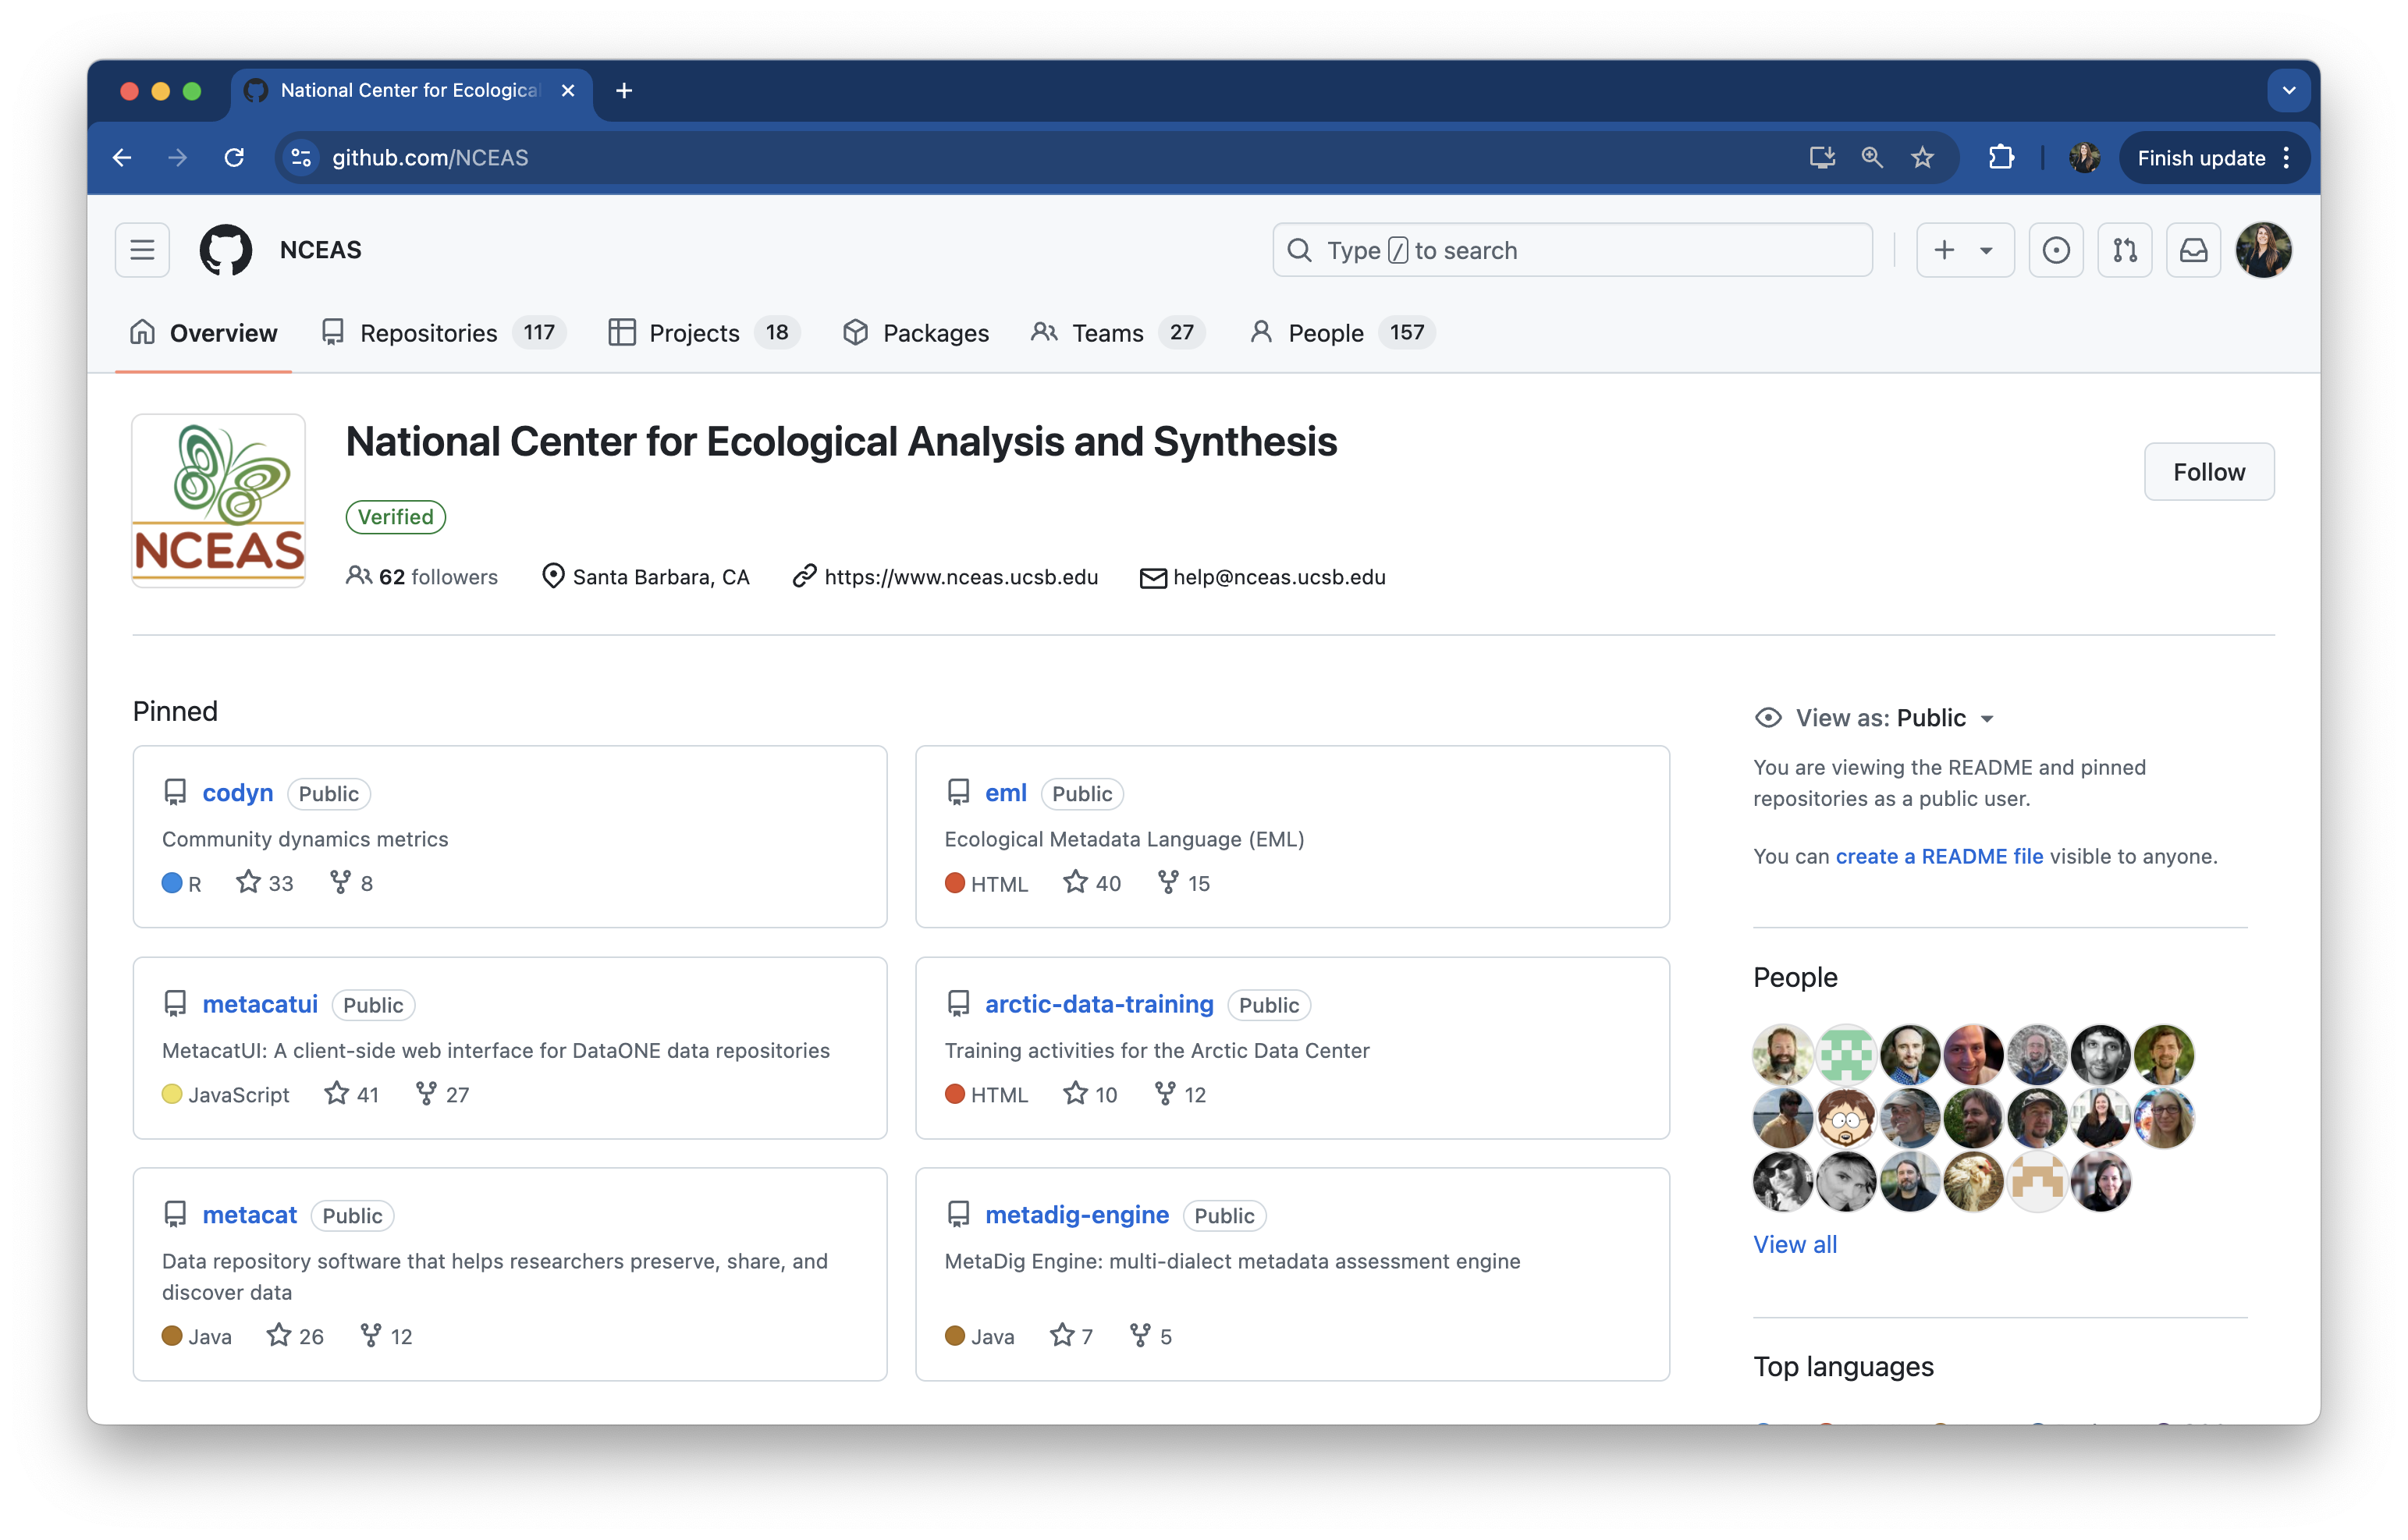 National Center for Ecologica
github.com/NCEAS
Finish update
NCEAS
Type / to search
Overview
Repositories 117
Projects 18
Packages
Teams 27
People 157
NCEAS
National Center for Ecological Analysis and Synthesis
Follow
Verified
62 followers
Santa Barbara, CA
https://www.nceas.ucsb.edu
help@nceas.ucsb.edu
Pinned
codyn Public
Community dynamics metrics
R 33 8
eml Public
Ecological Metadata Language (EML)
HTML 40 15
metacatui Public
MetacatUI: A client-side web interface for DataONE data repositories
JavaScript 41 27
arctic-data-training Public
Training activities for the Arctic Data Center
HTML 10 12
metacat Public
Data repository software that helps researchers preserve, share, and
discover data
Java 26 12
metadig-engine Public
MetaDig Engine: multi-dialect metadata assessment engine
Java 7 5
View as: Public
You are viewing the README and pinned
repositories as a public user.
You can create a README file visible to anyone.
People
View all
Top languages